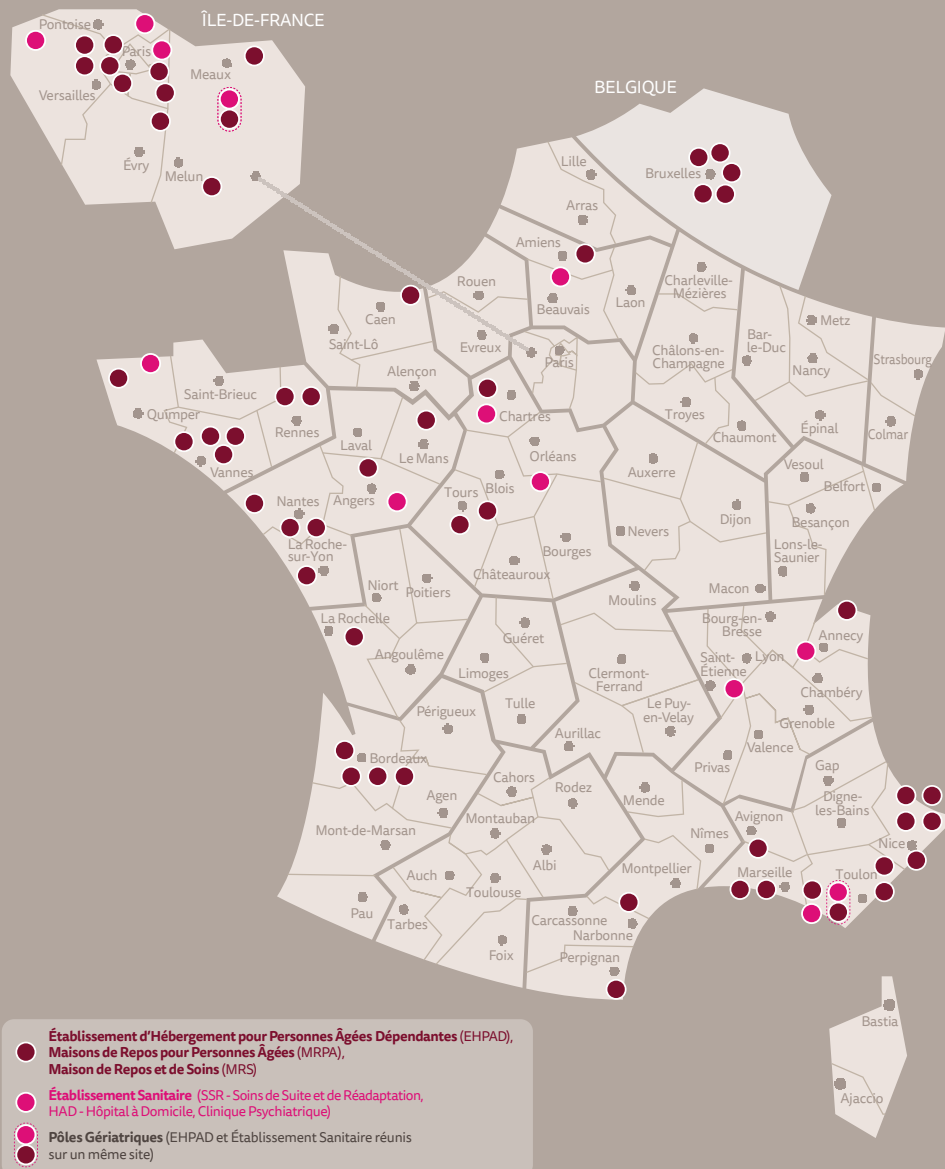 ÎLE-DE-FRANCE
Pontoise
Paris
Meaux
Versailles
Évry
Melun
BELGIQUE
Bruxelles
Lille
Arras
Amiens
Rouen
Beauvais
Laon
Charleville-
Mézières
Caen
Saint-Lô
Evreux
Paris
Châlons-en-
Champagne
Bar-
le-Duc
Metz
Nancy
Strasbourg
Alençon
Saint-Brieuc
Quimper
Rennes
Vannes
Laval
Le Mans
Chartres
Orléans
Troyes
Chaumont
Épinal
Colmar
Nantes
Angers
Tours
Blois
Auxerre
Vesoul
Belfort
Dijon
Besançon
La Roche-
sur-Yon
Bourges
Nevers
Lons-le-
Saunier
Châteauroux
Niort
Poitiers
Moulins
Macon
La Rochelle
Guéret
Bourg-en-
Bresse
Annecy
Angoulême
Limoges
Clermont-
Ferrand
Saint-
Étienne
Lyon
Chambéry
Périgueux
Tulle
Le Puy-
en-Velay
Grenoble
Aurillac
Valence
Bordeaux
Privas
Gap
Cahors
Rodez
Mende
Agen
Digne-
les-Bains
Montauban
Avignon
Mont-de-Marsan
Nîmes
Nice
Albi
Auch
Toulouse
Montpellier
Marseille
Toulon
Pau
Tarbes
Carcassonne
Narbonne
Foix
Perpignan
Bastia
Ajaccio
Établissement d’Hébergement pour Personnes Âgées Dépendantes (EHPAD),
Maisons de Repos pour Personnes Âgées (MRPA),
Maison de Repos et de Soins (MRS)
Établissement Sanitaire (SSR - Soins de Suite et de Réadaptation,
HAD - Hôpital à Domicile, Clinique Psychiatrique)
Pôles Gériatriques (EHPAD et Établissement Sanitaire réunis
sur un même site)